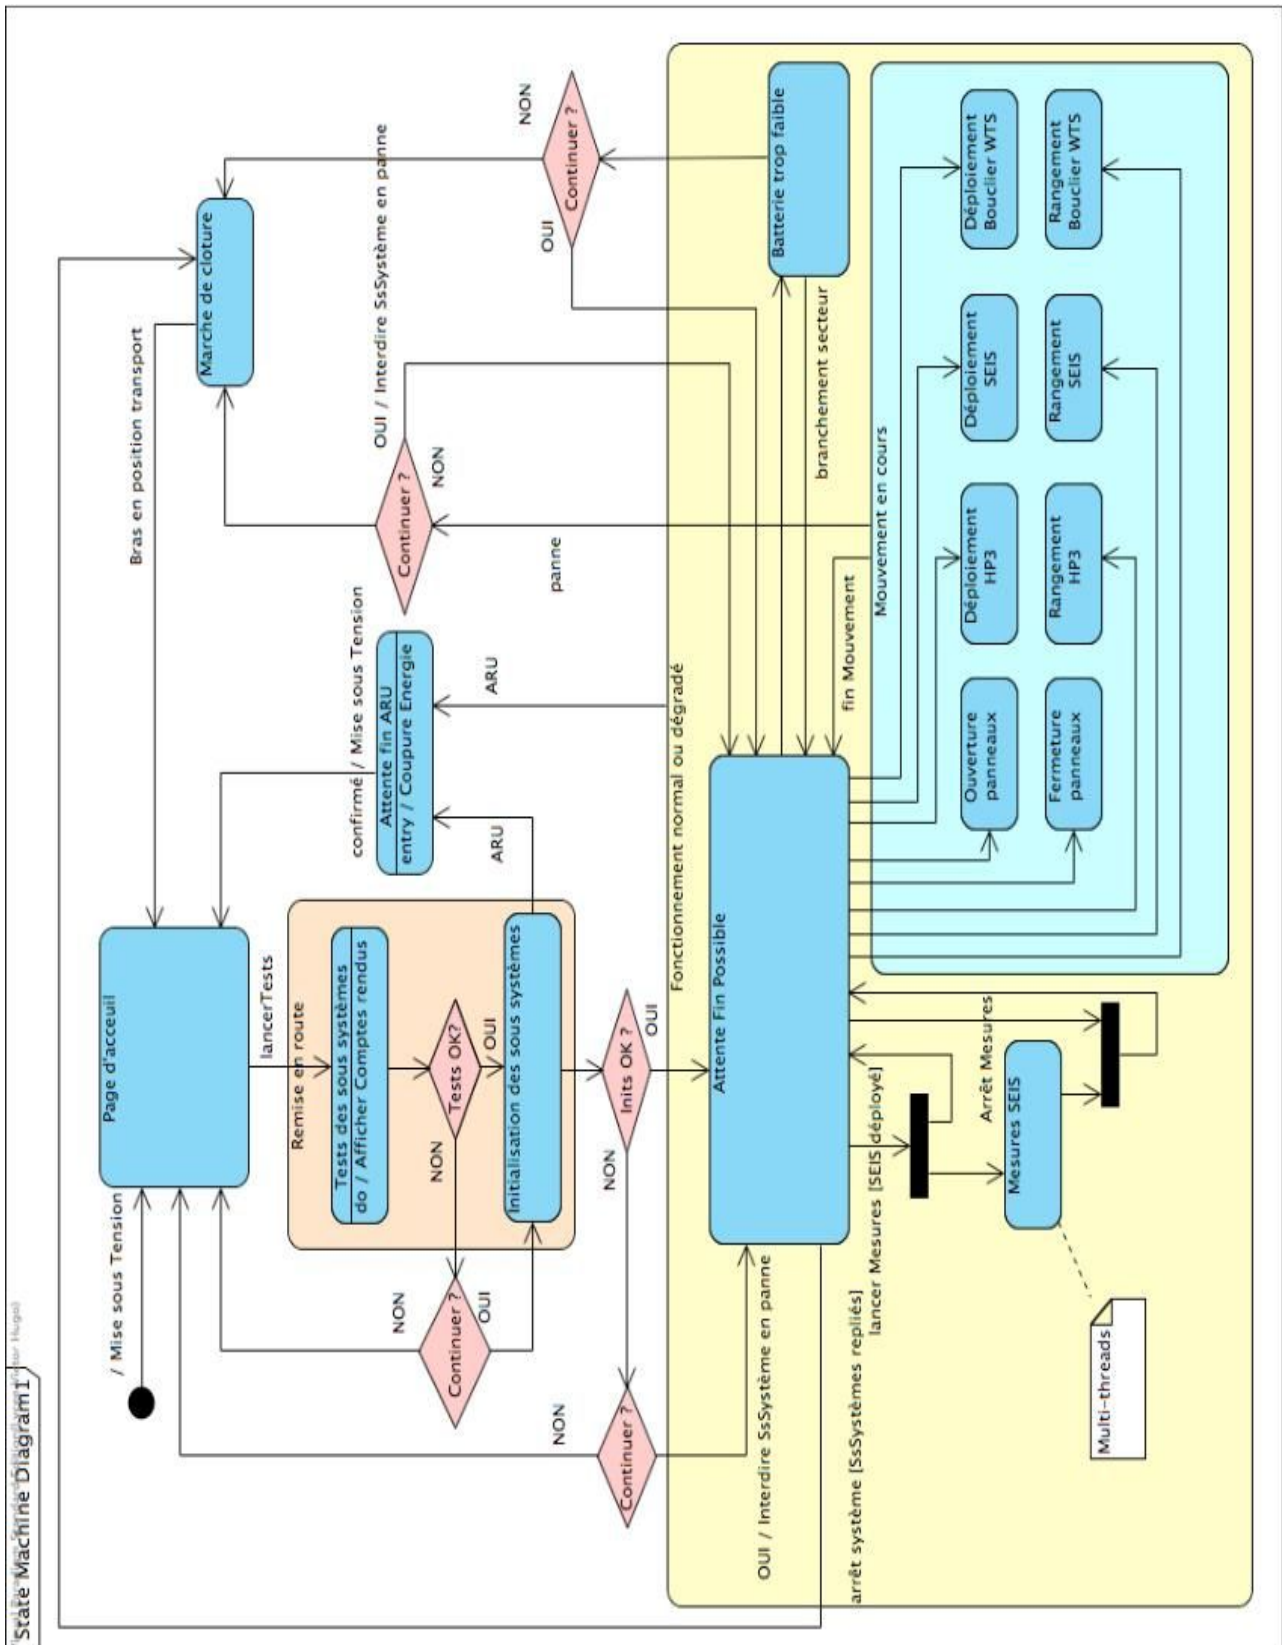 State Machine Diagram1
/ Mise sous Tension
Page d'acceuil
Bras en position transport
Marche de cloture
lancerTests
Remise en route
Tests des sous systèmes
do / Afficher Comptes rendus
Tests OK?
NON
OUI
Continuer ?
NON
OUI
Initialisation des sous systèmes
Inits OK ?
NON
OUI
Continuer ?
NON
OUI / Interdire SsSystème en panne
confirmé / Mise sous Tension
Attente fin ARU
entry / Coupure Energie
ARU
ARU
Continuer ?
NON
OUI / Interdire SsSystème en panne
panne
Continuer ?
NON
OUI
Fonctionnement normal ou dégradé
Attente Fin Possible
Batterie trop faible
branchement secteur
fin Mouvement
Mouvement en cours
Ouverture
panneaux
Déploiement
HP3
Déploiement
SEIS
Déploiement
Bouclier WTS
Fermeture
panneaux
Rangement
HP3
Rangement
SEIS
Rangement
Bouclier WTS
arrêt système [SsSystèmes repliés]
lancer Mesures [SEIS déployé]
Arrêt Mesures
Mesures SEIS
Multi-threads